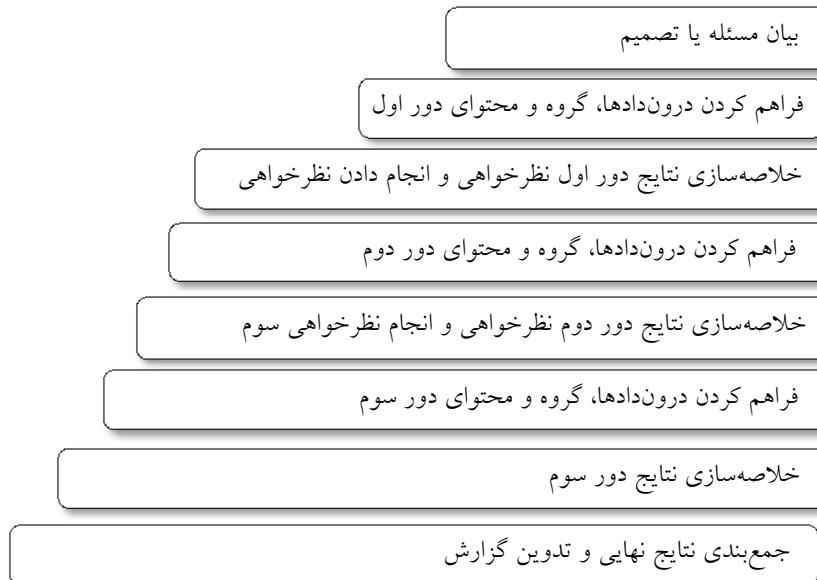 بیان مسئله یا تصمیم
فراهم کردن درون‌دادها، گروه و محتوای دور اول
خلاصه‌سازی نتایج دور اول نظرخواهی و انجام دادن نظرخواهی
فراهم کردن درون‌دادها، گروه و محتوای دور دوم
خلاصه‌سازی نتایج دور دوم نظرخواهی و انجام نظرخواهی سوم
فراهم کردن درون‌دادها، گروه و محتوای دور سوم
خلاصه‌سازی نتایج دور سوم
جمع‌بندی نتایج نهایی و تدوین گزارش